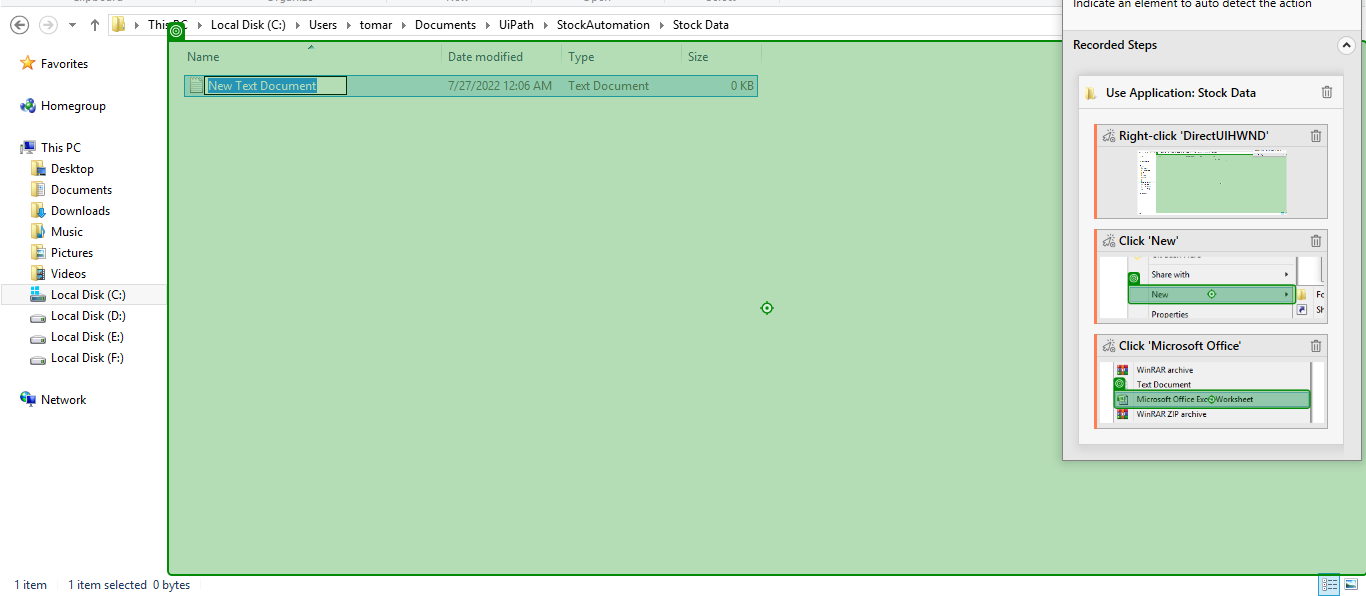 Indicate an element to auto detect the action
This PC Local Disk (C:) Users tomar Documents UiPath StockAutomation Stock Data
Recorded Steps
Name Date modified Type Size
Favorites
New Text Document 7/27/2022 12:06 AM Text Document 0 KB
Use Application: Stock Data
Homegroup
Right-click 'DirectUIHWND'
This PC
Desktop
Documents
Downloads
Music
Pictures
Videos
Local Disk (C:)
Local Disk (D:)
Local Disk (E:)
Local Disk (F:)
Network
Click 'New'
Share with
New
Properties
Click 'Microsoft Office'
WinRAR archive
Text Document
Microsoft Office Worksheet
WinRAR ZIP archive
1 item 1 item selected 0 bytes